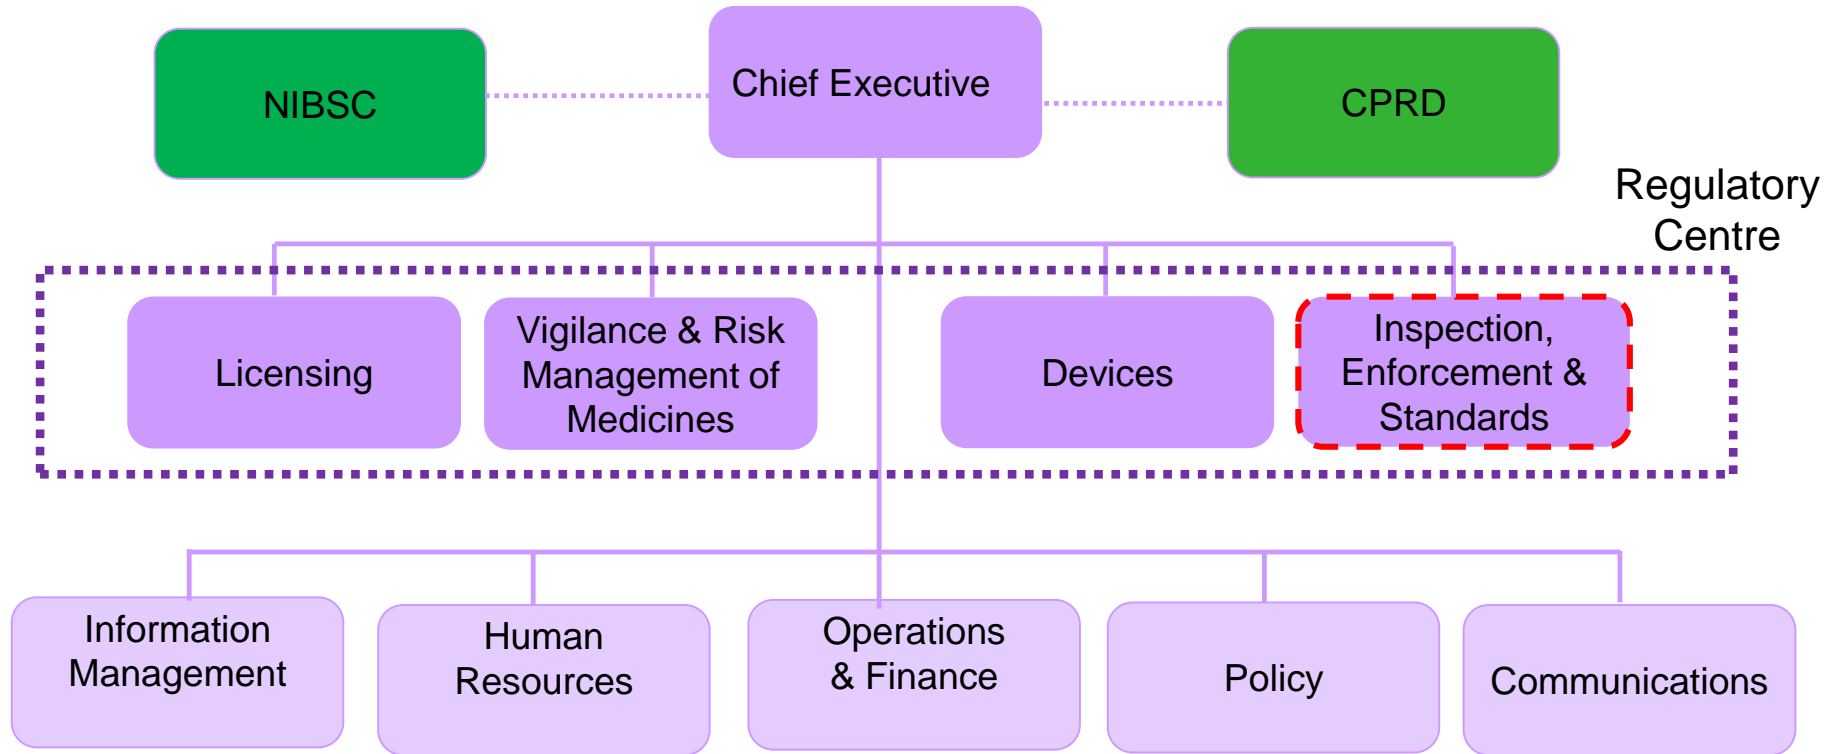 NIBSC
Chief Executive
CPRD
Regulatory
Centre
Licensing
Vigilance & Risk
Management of
Medicines
Devices
Inspection,
Enforcement &
Standards
Information
Management
Human
Resources
Operations
& Finance
Policy
Communications